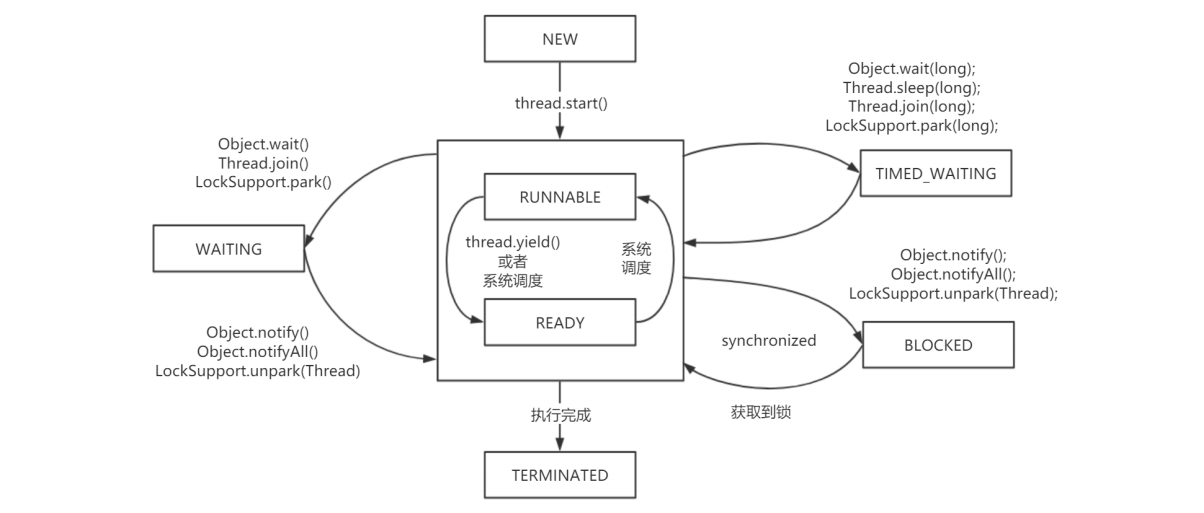 NEW
thread.start()
Object.wait(long);
Thread.sleep(long);
Thread.join(long);
LockSupport.park(long);
TIMED_WAITING
Object.wait()
Thread.join()
LockSupport.park()
WAITING
RUNNABLE
thread.yield()
或者
系统调度
系统
调度
READY
Object.notify();
Object.notifyAll();
LockSupport.unpark(Thread);
synchronized
BLOCKED
获取到锁
Object.notify()
Object.notifyAll()
LockSupport.unpark(Thread)
执行完成
TERMINATED